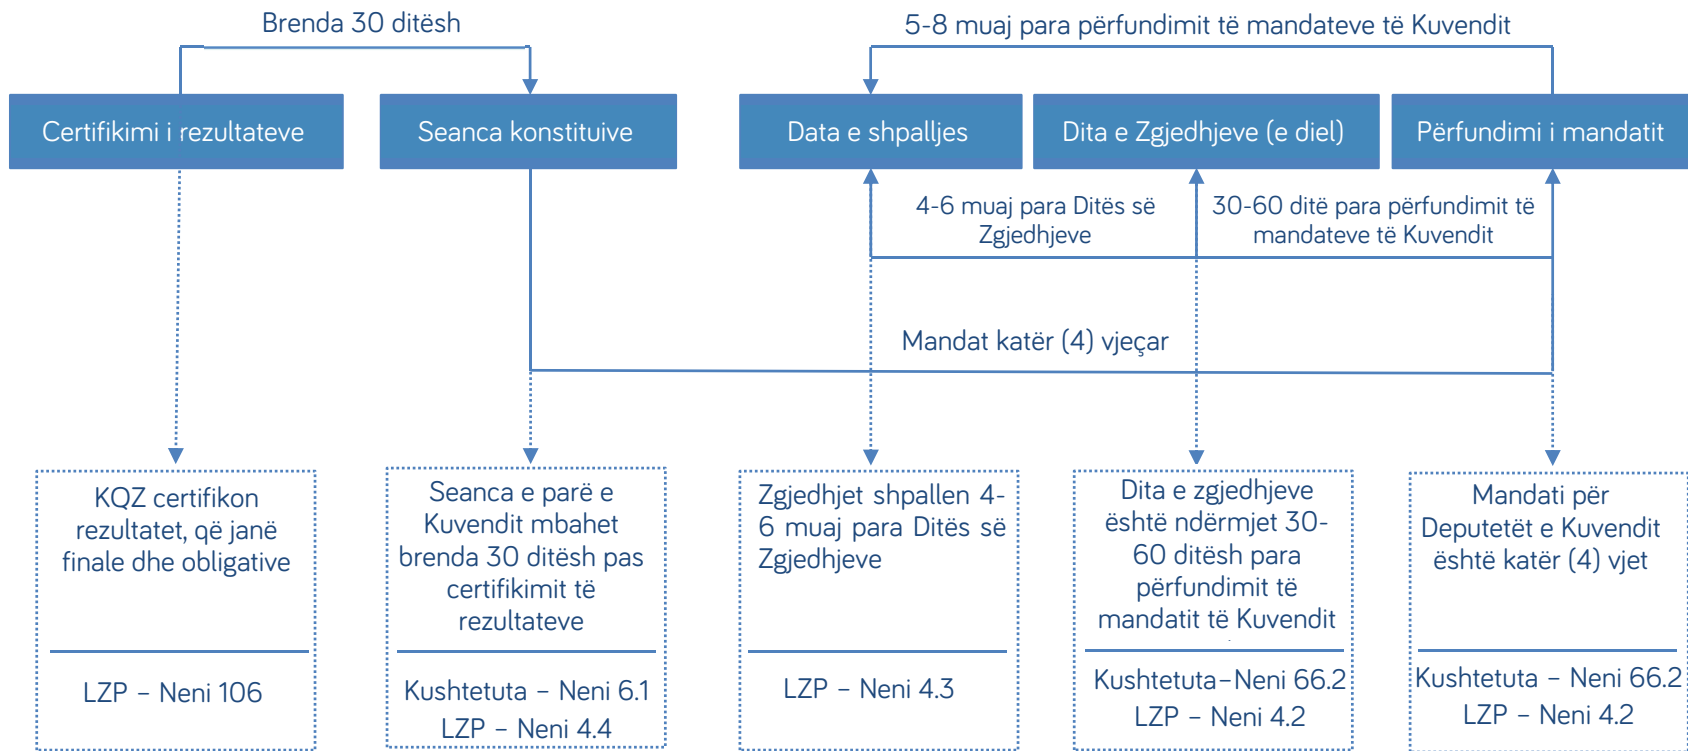 Brenda 30 ditësh
5-8 muaj para përfundimit të mandateve të Kuvendit
Certifikimi i rezultateve
Seanca konstituive
Data e shpalljes
Dita e Zgjedhjeve (e diel)
Përfundimi i mandatit
4-6 muaj para Ditës së
Zgjedhjeve
30-60 ditë para përfundimit të
mandateve të Kuvendit
Mandat katër (4) vjeçar
KQZ certifikon
rezultatet, që janë
finale dhe obligative
LZP – Neni 106
Seanca e parë e
Kuvendit mbahet
brenda 30 ditësh pas
certifikimit të
rezultateve
Kushtetuta – Neni 6.1
LZP – Neni 4.4
Zgjedhjet shpallen 4-
6 muaj para Ditës së
Zgjedhjeve
LZP – Neni 4.3
Dita e zgjedhjeve
është ndërmjet 30-
60 ditësh para
përfundimit të
mandatit të Kuvendit
Kushtetuta–Neni 66.2
LZP – Neni 4.2
Mandati për
Deputetët e Kuvendit
është katër (4) vjet
Kushtetuta – Neni 66.2
LZP – Neni 4.2